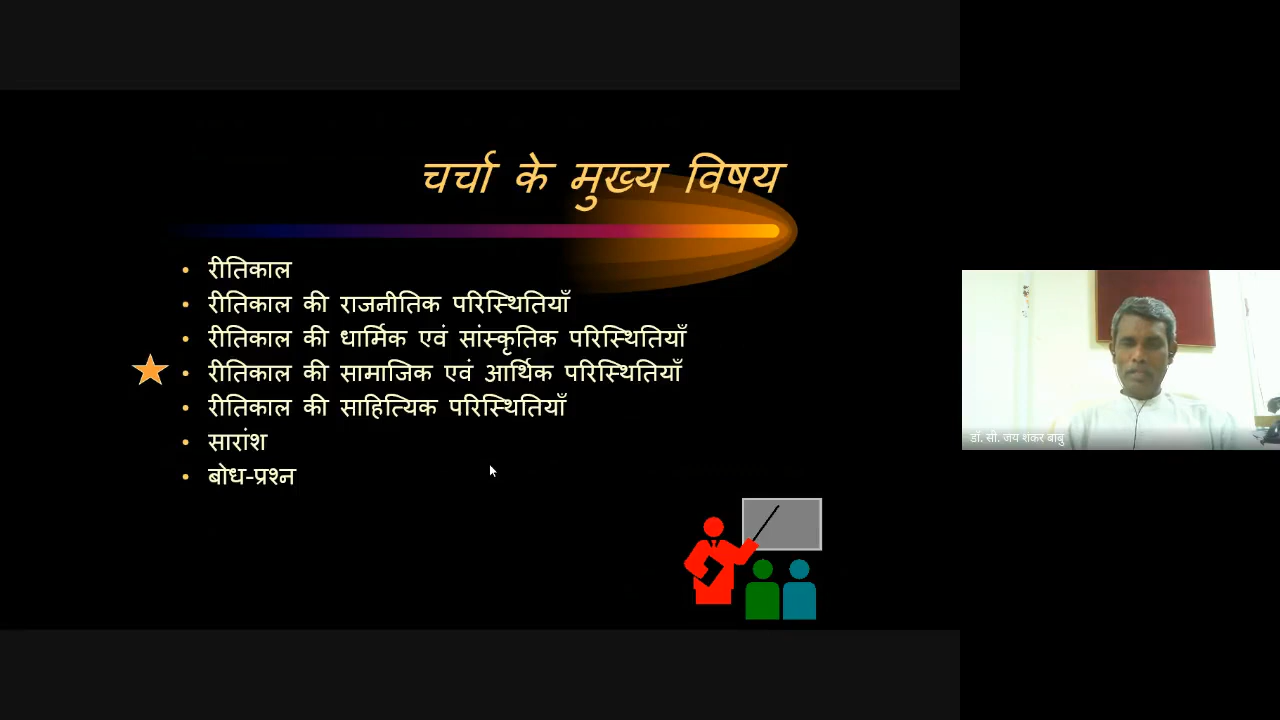 चर्चा के मुख्य विषय
• रीतिकाल
• रीतिकाल की राजनीतिक परिस्थितियाँ
• रीतिकाल की धार्मिक एवं सांस्कृतिक परिस्थितियाँ
• रीतिकाल की सामाजिक एवं आर्थिक परिस्थितियाँ
• रीतिकाल की साहित्यिक परिस्थितियाँ
• सारांश
• बोध-प्रश्न
डॉ. सी. जय शंकर बाबु